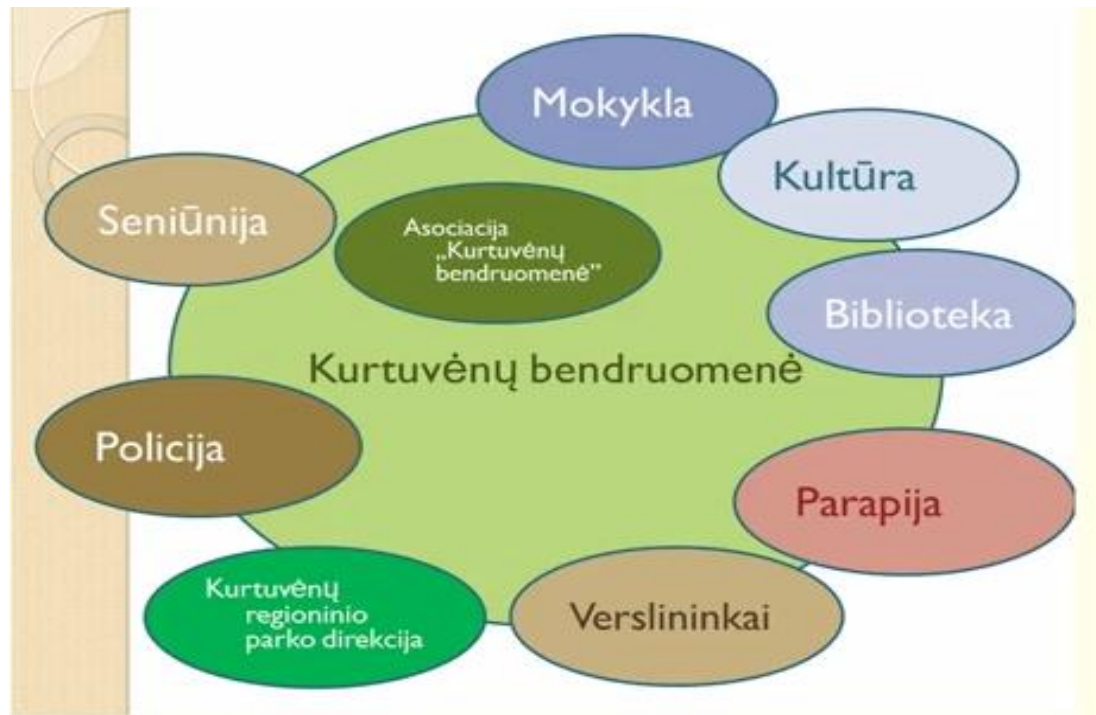 Mokykla
Kultūra
Seniūnija
Asociacija
„Kurtuvėnų
bendruomenė”
Biblioteka
Kurtuvėnų bendruomenė
Policija
Parapija
Kurtuvėnų
regioninio
parko direkcija
Verslininkai